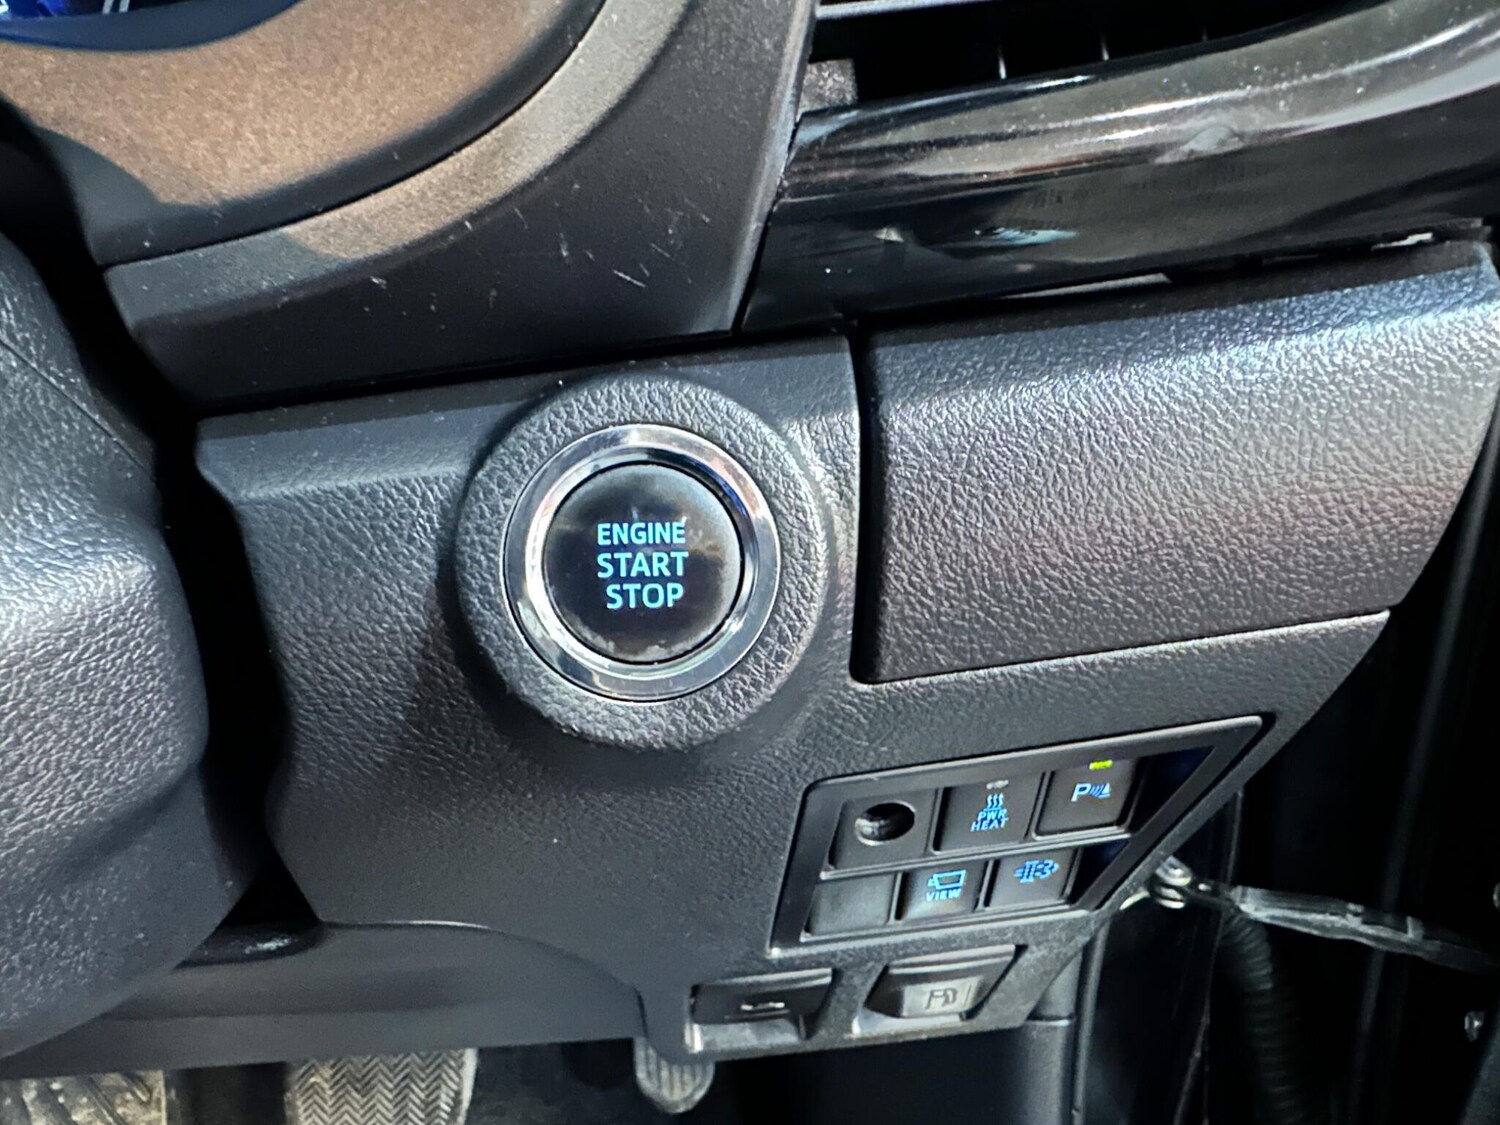 ENGINE
START
STOP
PWR
HEAT
P
VIEW